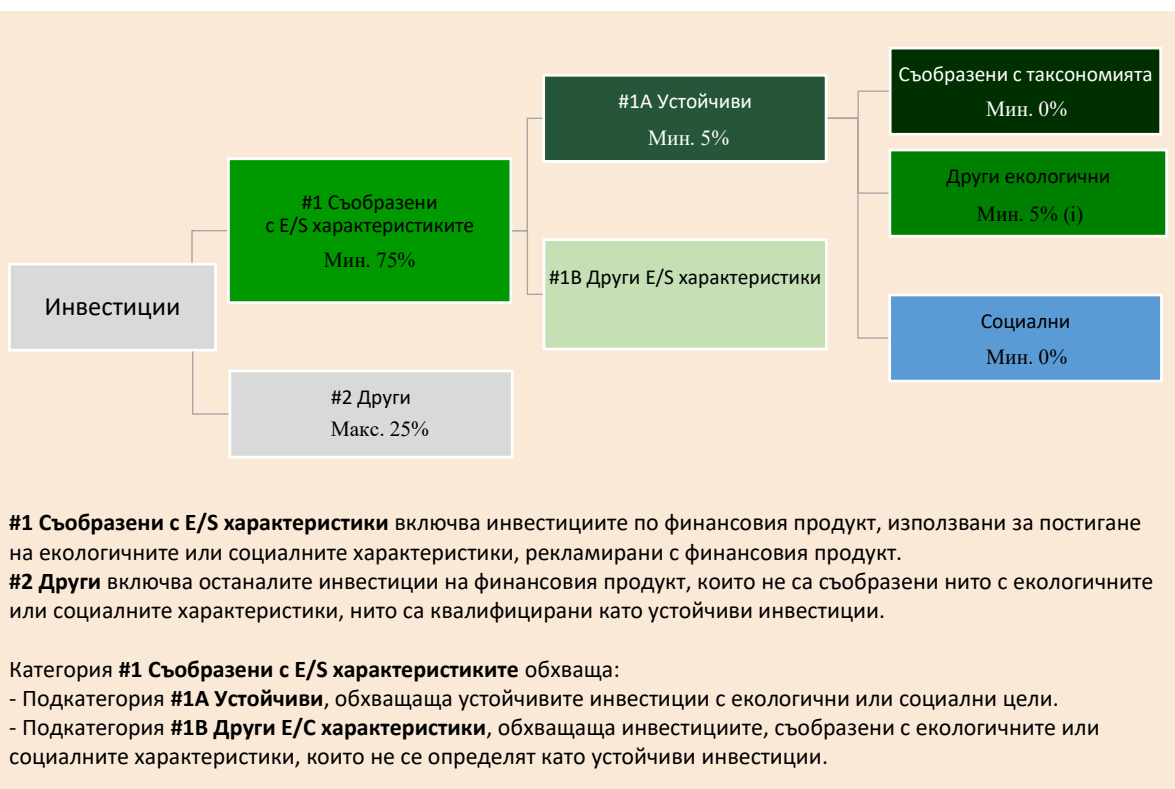 Съобразени с таксономията
Мин. 0%
#1A Устойчиви
Мин. 5%
Други екологични
Мин. 5% (i)
#1 Съобразени
с E/S характеристиките
Мин. 75%
#1B Други E/S характеристики
Инвестиции
Социални
Мин. 0%
#2 Други
Макс. 25%
#1 Съобразени с E/S характеристики включва инвестициите по финансовия продукт, използвани за постигане
на екологичните или социалните характеристики, рекламирани с финансовия продукт.
#2 Други включва останалите инвестиции на финансовия продукт, които не са съобразени нито с екологичните
или социалните характеристики, нито са квалифицирани като устойчиви инвестиции.
Категория #1 Съобразени с E/S характеристиките обхваща:
- Подкатегория #1A Устойчиви, обхващаща устойчивите инвестиции с екологични или социални цели.
- Подкатегория #1B Други E/C характеристики, обхващаща инвестициите, съобразени с екологичните или
социалните характеристики, които не се определят като устойчиви инвестиции.